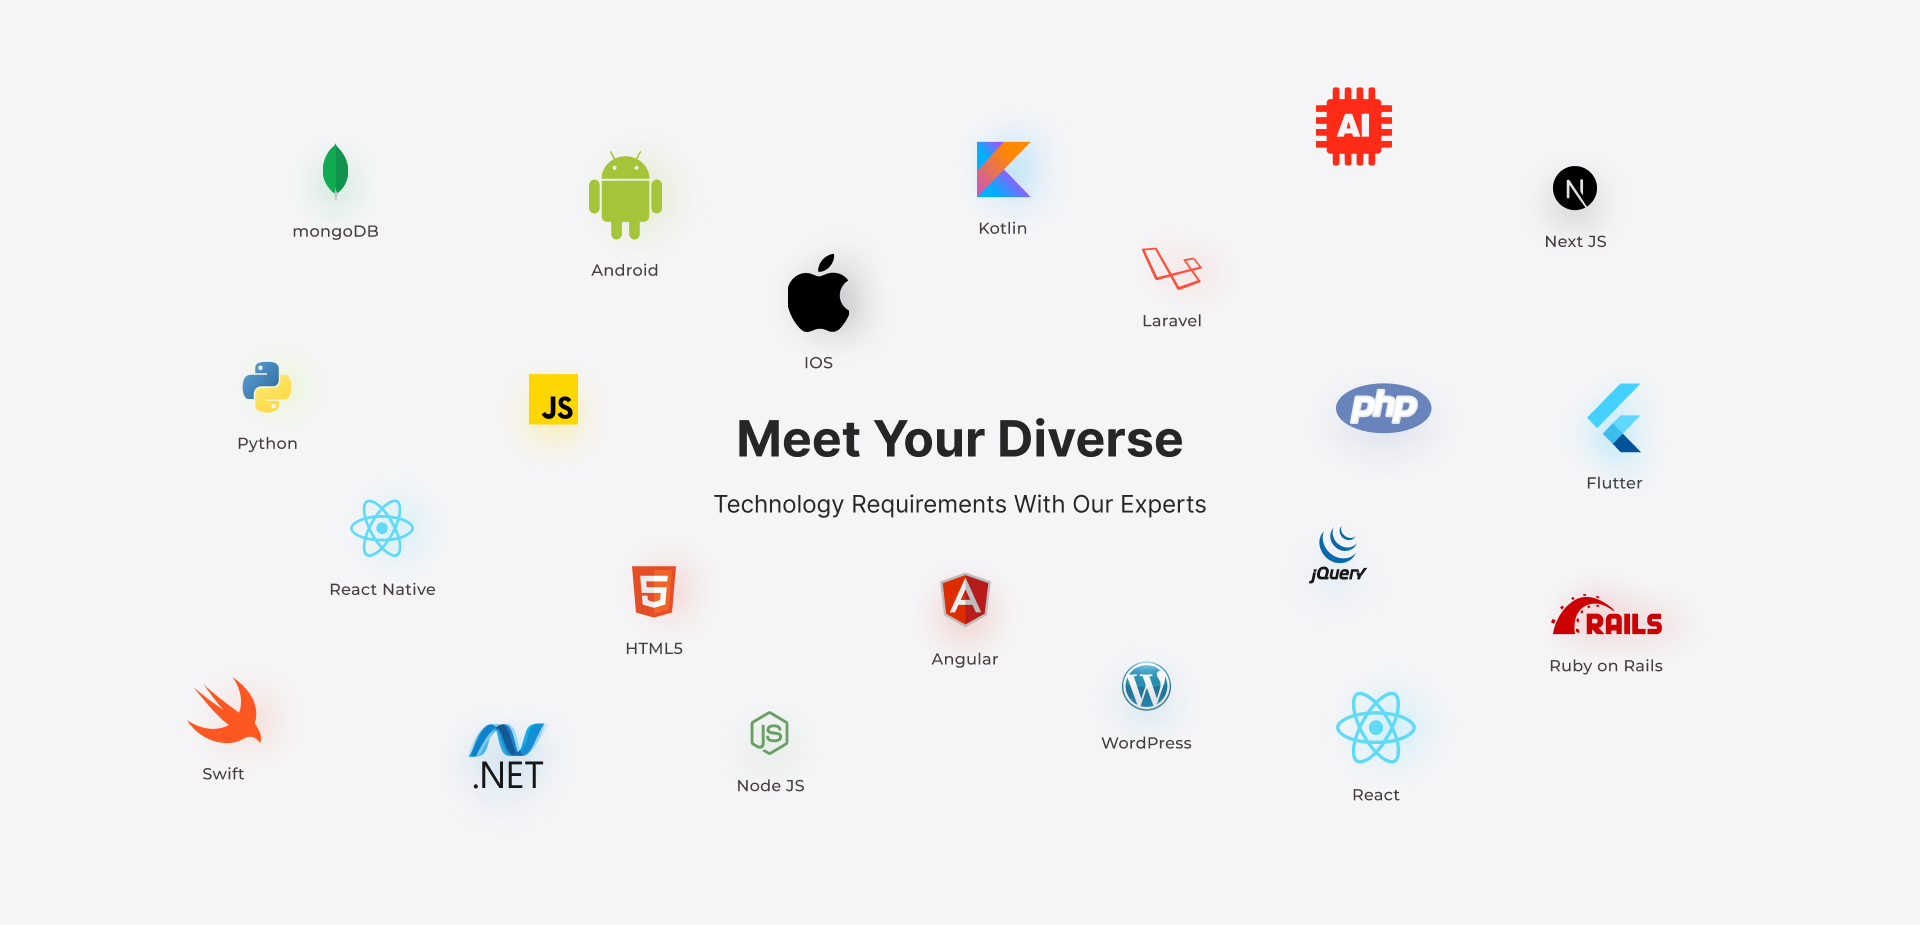 AI
mongoDB
Android
Kotlin
N
Next JS
Laravel
IOS
Python
JS
php
Flutter
Meet Your Diverse
Technology Requirements With Our Experts
React Native
5
HTML5
A
Angular
jQuery
RAILS
Ruby on Rails
W
WordPress
Swift
.NET
JS
Node JS
React